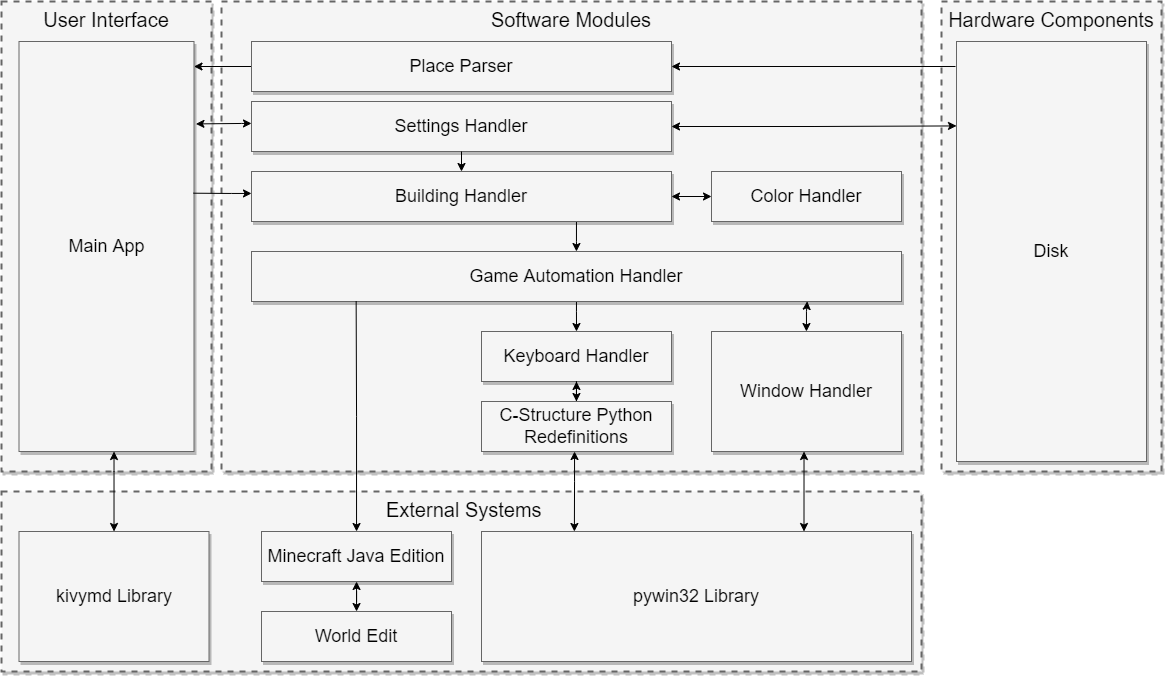 User Interface
Software Modules
Hardware Components
Place Parser
Settings Handler
Building Handler
Color Handler
Main App
Disk
Game Automation Handler
Keyboard Handler
Window Handler
C-Structure Python
Redefinitions
External Systems
Minecraft Java Edition
kivymd Library
pywin32 Library
World Edit